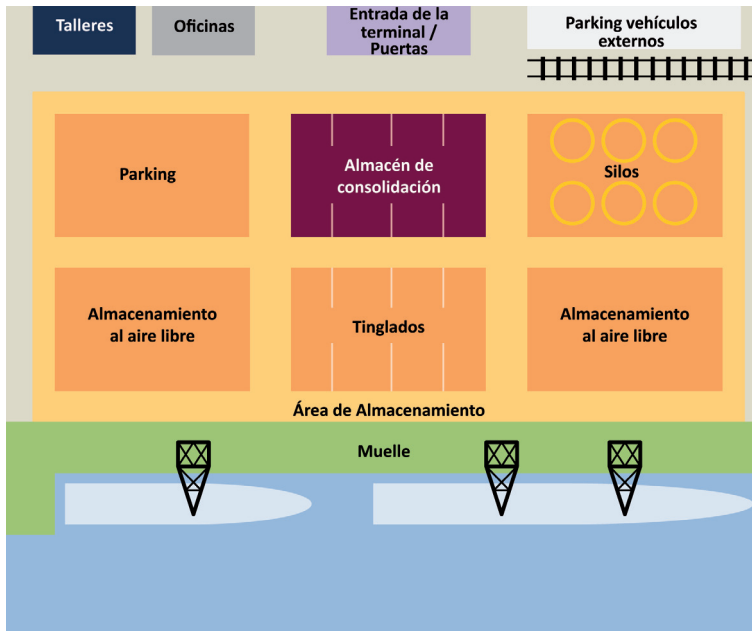 Talleres
Oficinas
Entrada de la
terminal /
Puertas
Parking vehículos
externos
Parking
Almacén de
consolidación
Silos
Almacenamiento
al aire libre
Tinglados
Almacenamiento
al aire libre
Área de Almacenamiento
Muelle